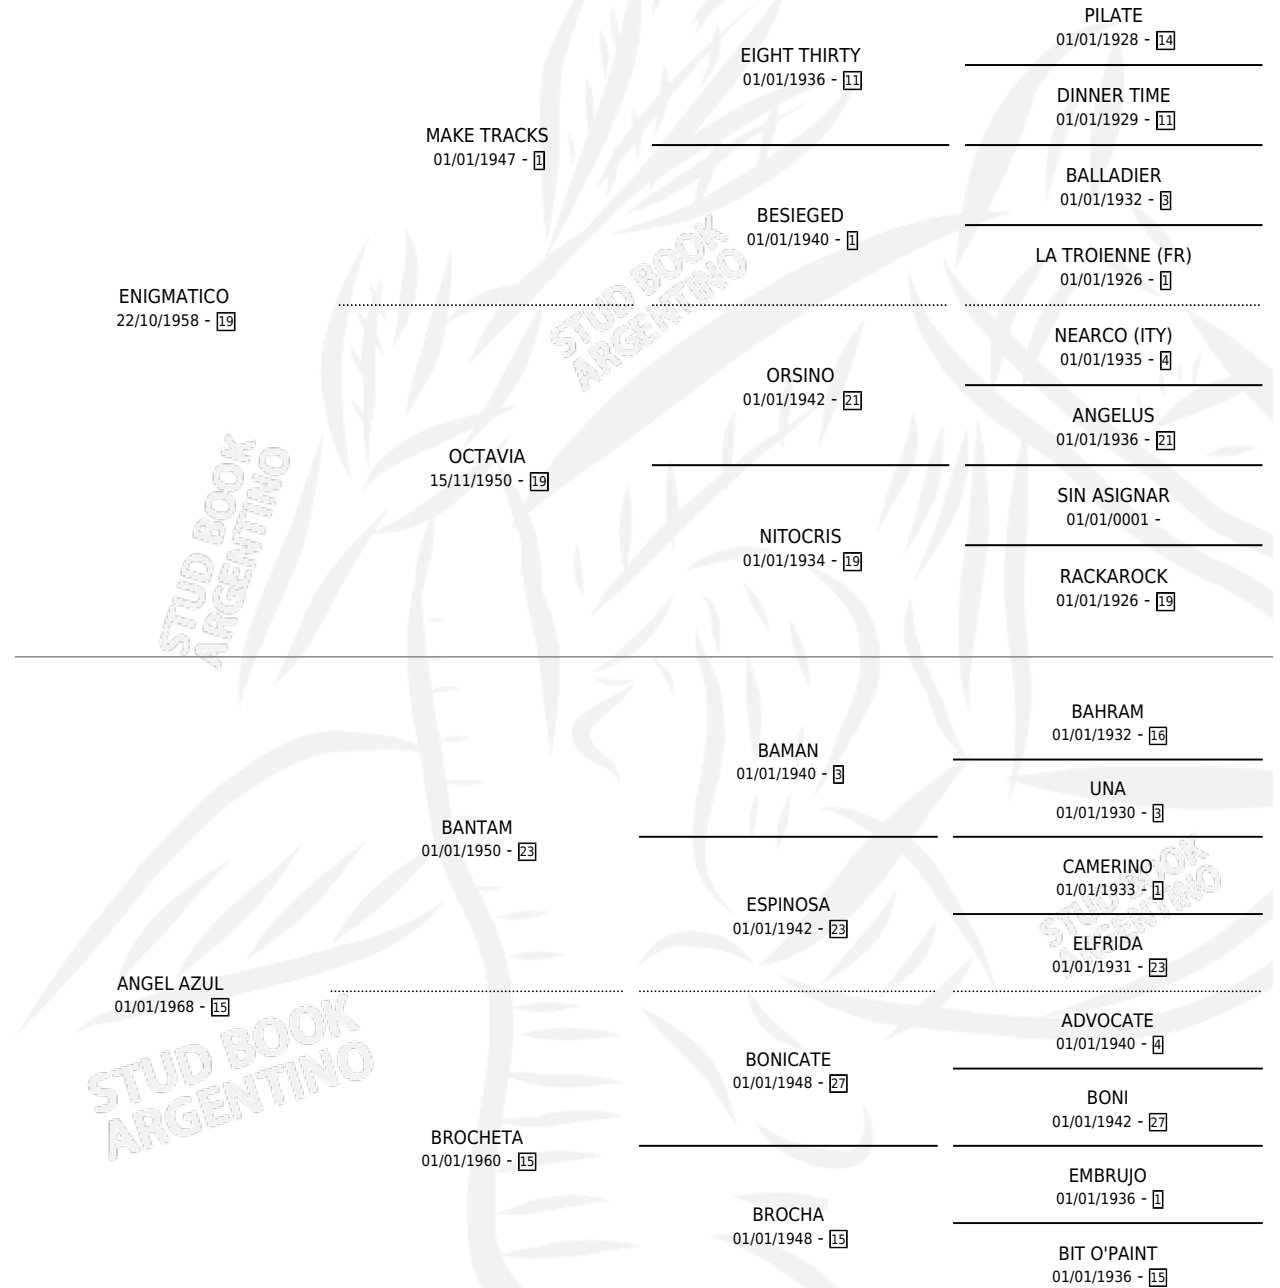 PILATE
01/01/1928 - 14
EIGHT THIRTY
01/01/1936 - 11
DINNER TIME
01/01/1929 - 11
MAKE TRACKS
01/01/1947 - 1
BALLADIER
01/01/1932 - 3
BESIEGED
01/01/1940 - 1
LA TROIENNE (FR)
01/01/1926 - 1
ENIGMATICO
22/10/1958 - 19
STUD BOOK
ARGENTINO
NEARCO (ITY)
01/01/1935 - 4
ORSINO
01/01/1942 - 21
ANGELUS
01/01/1936 - 21
OCTAVIA
15/11/1950 - 19
SIN ASIGNAR
01/01/0001 -
NITOCRIS
01/01/1934 - 19
RACKAROCK
01/01/1926 - 19
STUD BOOK
ARGENTINO
BAHRAM
01/01/1932 - 16
BAMAN
01/01/1940 - 3
UNA
01/01/1930 - 3
BANTAM
01/01/1950 - 23
CAMERINO
01/01/1933 - 1
ESPINOSA
01/01/1942 - 23
ELFRIDA
01/01/1931 - 23
STUD BOOK
ARGENTINO
ANGEL AZUL
01/01/1968 - 15
ADVOCATE
01/01/1940 - 4
BONICATE
01/01/1948 - 27
BONI
01/01/1942 - 27
STUD BOOK
ARGENTINO
BROCHETA
01/01/1960 - 15
EMBRUJO
01/01/1936 - 1
BROCHA
01/01/1948 - 15
BIT O'PAINT
01/01/1936 - 15